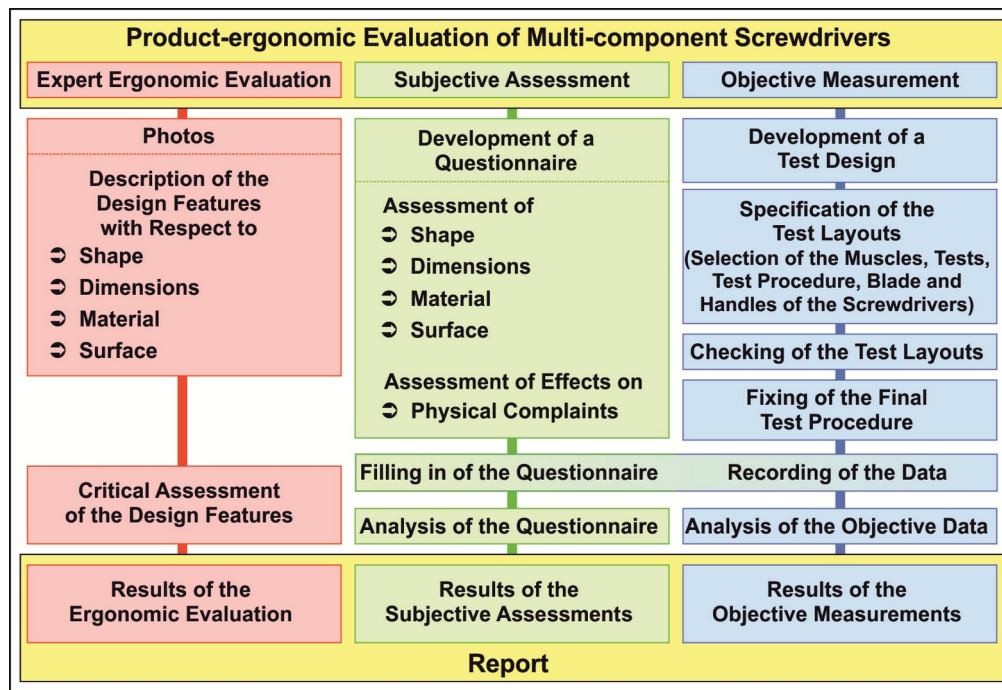 Product-ergonomic Evaluation of Multi-component Screwdrivers
Expert Ergonomic Evaluation
Photos
Description of the
Design Features
with Respect to
➲ Shape
➲ Dimensions
➲ Material
➲ Surface
Critical Assessment
of the Design Features
Results of the
Ergonomic Evaluation
Subjective Assessment
Development of a
Questionnaire
Assessment of
➲ Shape
➲ Dimensions
➲ Material
➲ Surface
Assessment of Effects on
➲ Physical Complaints
Filling in of the Questionnaire
Analysis of the Questionnaire
Results of the
Subjective Assessments
Objective Measurement
Development of a
Test Design
Specification of the
Test Layouts
(Selection of the Muscles, Tests,
Test Procedure, Blade and
Handles of the Screwdrivers)
Checking of the Test Layouts
Fixing of the Final
Test Procedure
Recording of the Data
Analysis of the Objective Data
Results of the
Objective Measurements
Report